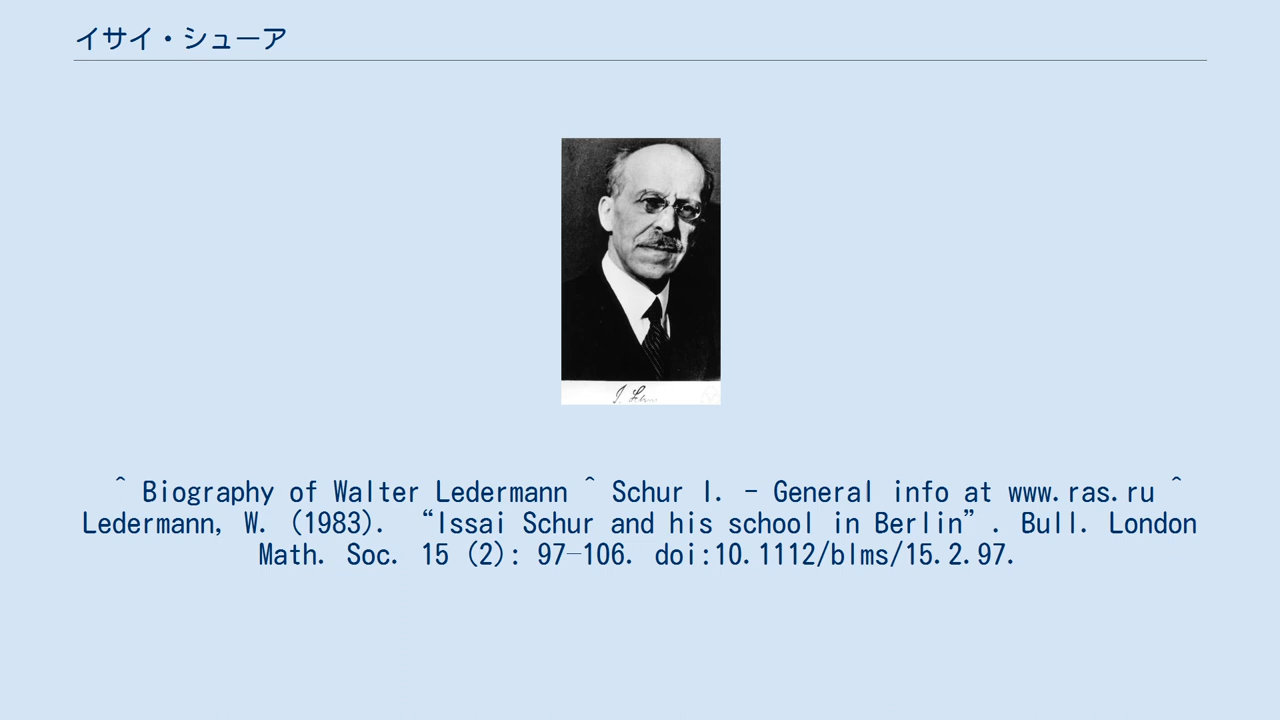 イサイ・シューア
^ Biography of Walter Ledermann ^ Schur I. - General info at www.ras.ru ^
Ledermann, W. (1983). “Issai Schur and his school in Berlin”. Bull. London
Math. Soc. 15 (2): 97–106. doi:10.1112/blms/15.2.97.